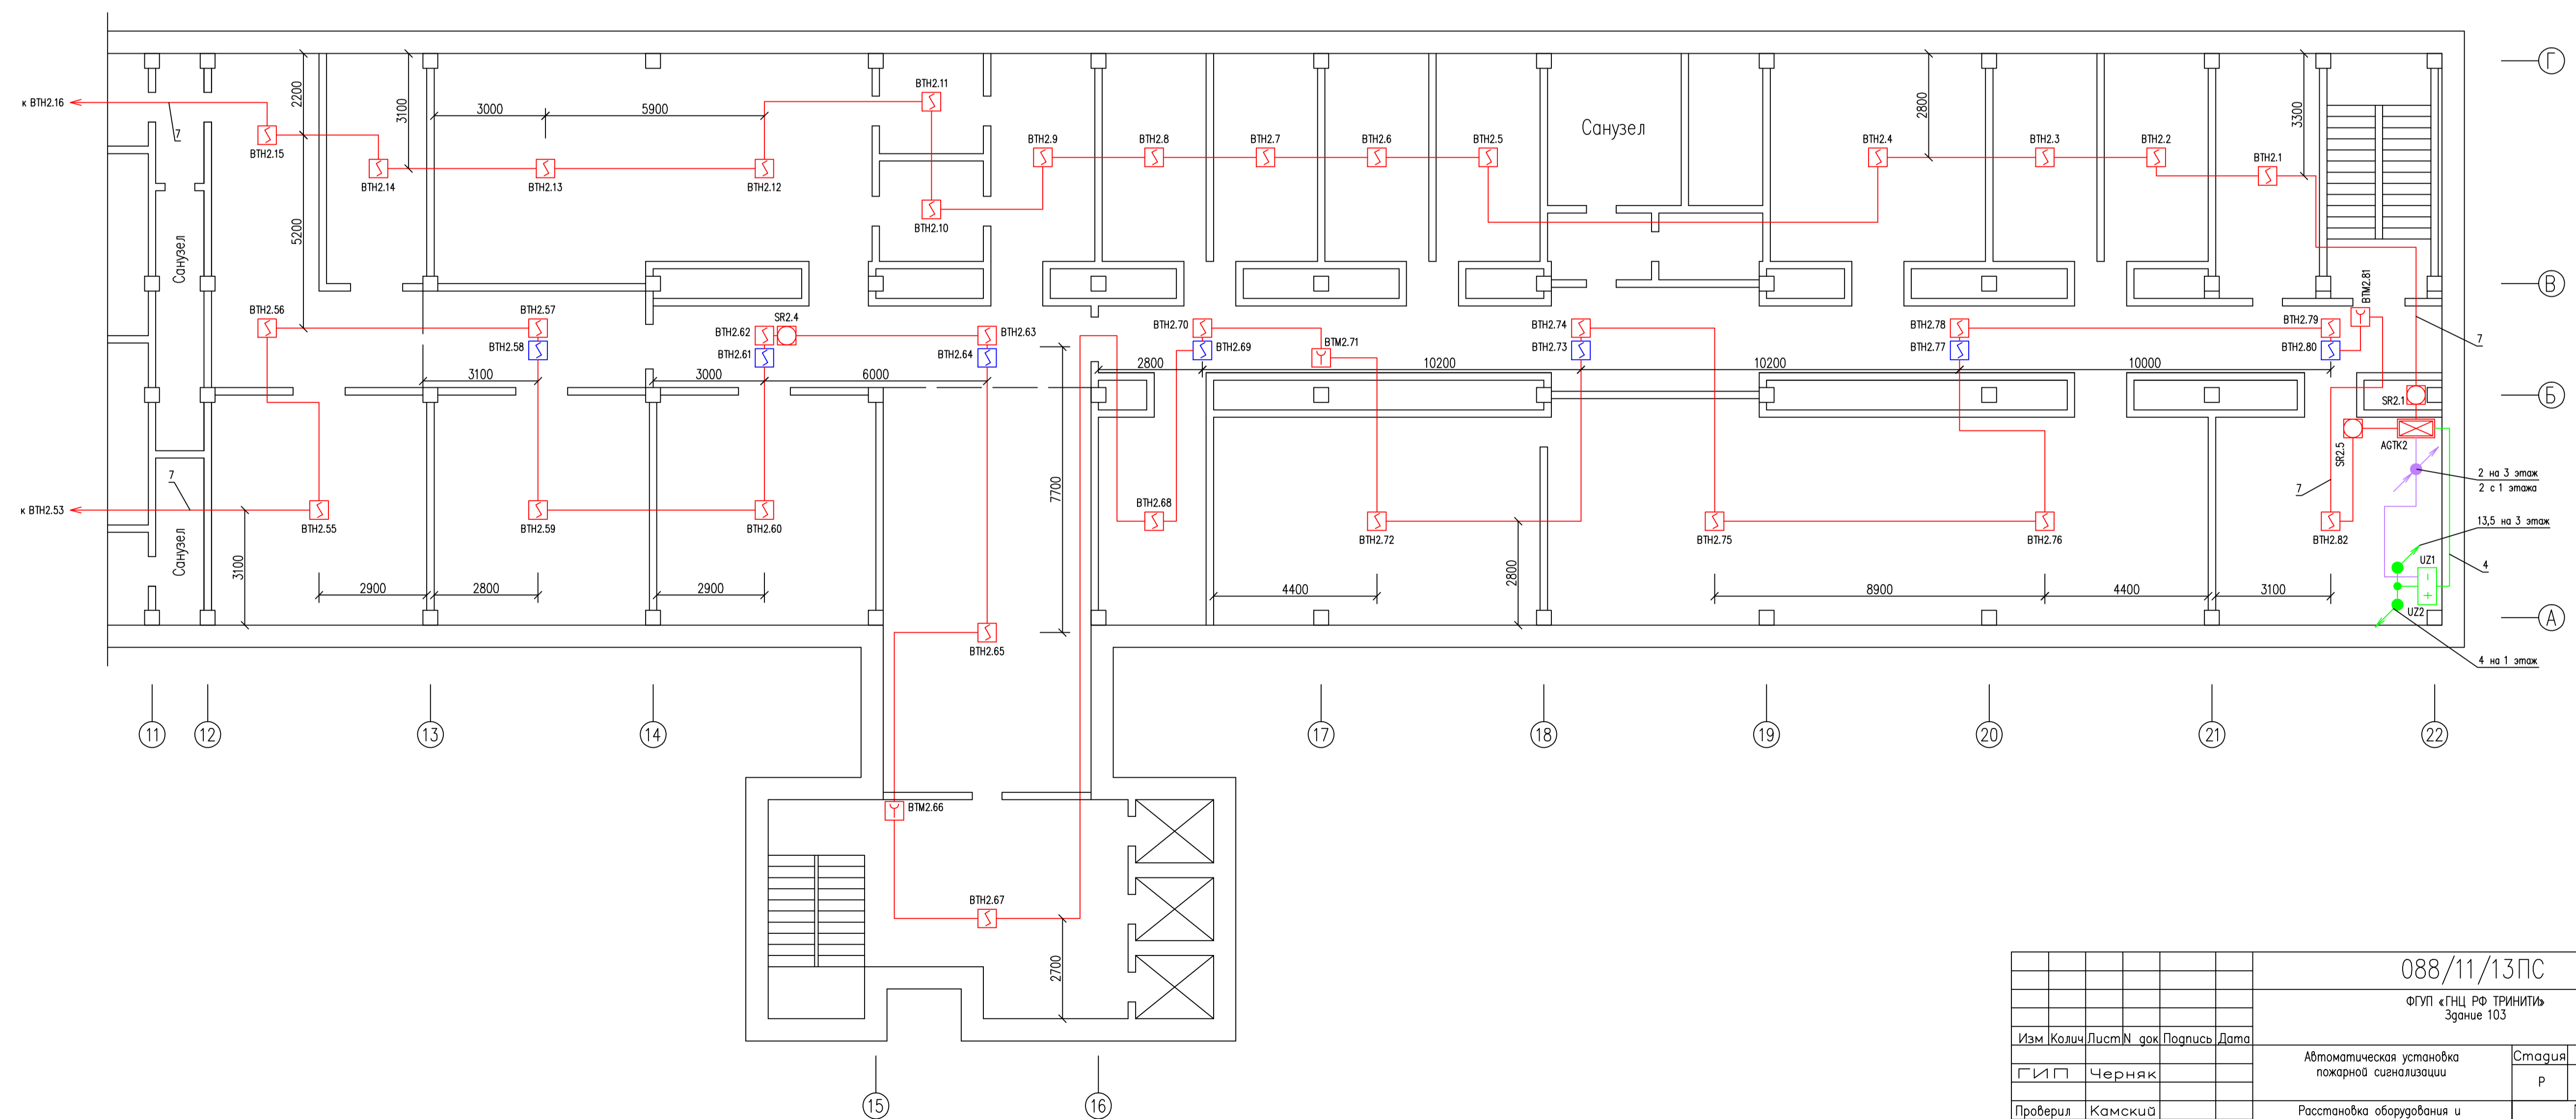 Г
к ВТН2.16
7
2200
3100
3000
5900
ВТН2.11
ВТН2.15
ВТН2.14
ВТН2.13
ВТН2.12
ВТН2.9
ВТН2.8
ВТН2.7
ВТН2.6
ВТН2.5
Санузел
ВТН2.4
2800
ВТН2.3
ВТН2.2
ВТН2.1
3300
5200
Санузел
ВТН2.10
В
ВТН2.56
ВТН2.57
ВТН2.58
ВТН2.62
SR2.4
ВТН2.61
ВТН2.63
ВТН2.64
ВТН2.70
ВТН2.69
ВТМ2.71
ВТН2.74
ВТН2.73
ВТН2.78
ВТН2.77
ВТН2.79
ВТН2.80
ВТМ2.81
7
3100
3000
6000
2800
10200
10200
10000
Б
SR2.1
AGTK2
SR2.5
7700
7
к ВТН2.53
ВТН2.55
ВТН2.59
ВТН2.60
ВТН2.68
ВТН2.72
ВТН2.75
ВТН2.76
7
ВТН2.82
2 на 3 этаж
2 с 1 этажа
13,5 на 3 этаж
4
UZ1
UZ2
Санузел
3100
2900
2800
2900
4400
2800
8900
4400
3100
А
4 на 1 этаж
ВТН2.65
11
12
13
14
17
18
19
20
21
22
ВТМ2.66
ВТН2.67
2700
15
16
088/11/13ПС
ФГУП «ГНЦ РФ ТРИНИТИ»
Здание 103
Изм Колич Лист N док Подпись Дата
Автоматическая установка
пожарной сигнализации
Стадия
Р
ГИП Черняк
Проверил Камский
Расстановка оборудования и